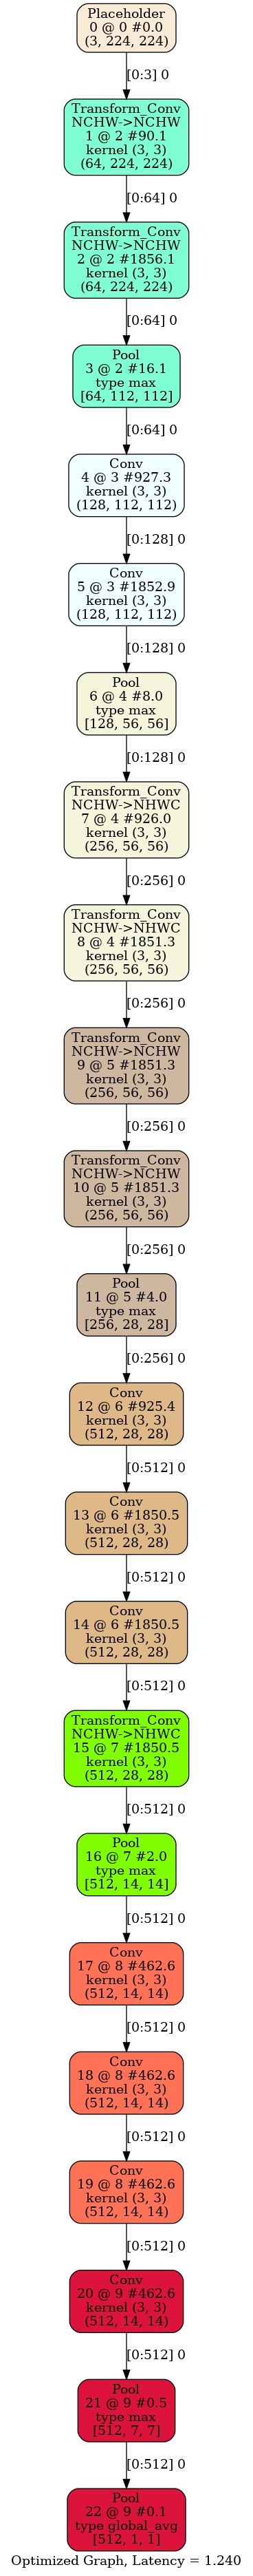 Placeholder
0 @ 0 #0.0
(3, 224, 224)
[0:3] 0
Transform_Conv
NCHW->NCHW
1 @ 2 #90.1
kernel (3, 3)
(64, 224, 224)
[0:64] 0
Transform_Conv
NCHW->NCHW
2 @ 2 #1856.1
kernel (3, 3)
(64, 224, 224)
[0:64] 0
Pool
3 @ 2 #16.1
type max
[64, 112, 112]
[0:64] 0
Conv
4 @ 3 #927.3
kernel (3, 3)
(128, 112, 112)
[0:128] 0
Conv
5 @ 3 #1852.9
kernel (3, 3)
(128, 112, 112)
[0:128] 0
Pool
6 @ 4 #8.0
type max
[128, 56, 56]
[0:128] 0
Transform_Conv
NCHW->NHWC
7 @ 4 #926.0
kernel (3, 3)
(256, 56, 56)
[0:256] 0
Transform_Conv
NCHW->NHWC
8 @ 4 #1851.3
kernel (3, 3)
(256, 56, 56)
[0:256] 0
Transform_Conv
NCHW->NCHW
9 @ 5 #1851.3
kernel (3, 3)
(256, 56, 56)
[0:256] 0
Transform_Conv
NCHW->NCHW
10 @ 5 #1851.3
kernel (3, 3)
(256, 56, 56)
[0:256] 0
Pool
11 @ 5 #4.0
type max
[256, 28, 28]
[0:256] 0
Conv
12 @ 6 #925.4
kernel (3, 3)
(512, 28, 28)
[0:512] 0
Conv
13 @ 6 #1850.5
kernel (3, 3)
(512, 28, 28)
[0:512] 0
Conv
14 @ 6 #1850.5
kernel (3, 3)
(512, 28, 28)
[0:512] 0
Transform_Conv
NCHW->NHWC
15 @ 7 #1850.5
kernel (3, 3)
(512, 28, 28)
[0:512] 0
Pool
16 @ 7 #2.0
type max
[512, 14, 14]
[0:512] 0
Conv
17 @ 8 #462.6
kernel (3, 3)
(512, 14, 14)
[0:512] 0
Conv
18 @ 8 #462.6
kernel (3, 3)
(512, 14, 14)
[0:512] 0
Conv
19 @ 8 #462.6
kernel (3, 3)
(512, 14, 14)
[0:512] 0
Conv
20 @ 9 #462.6
kernel (3, 3)
(512, 14, 14)
[0:512] 0
Pool
21 @ 9 #0.5
type max
[512, 7, 7]
[0:512] 0
Pool
22 @ 9 #0.1
type global_avg
[512, 1, 1]
Optimized Graph, Latency = 1.240